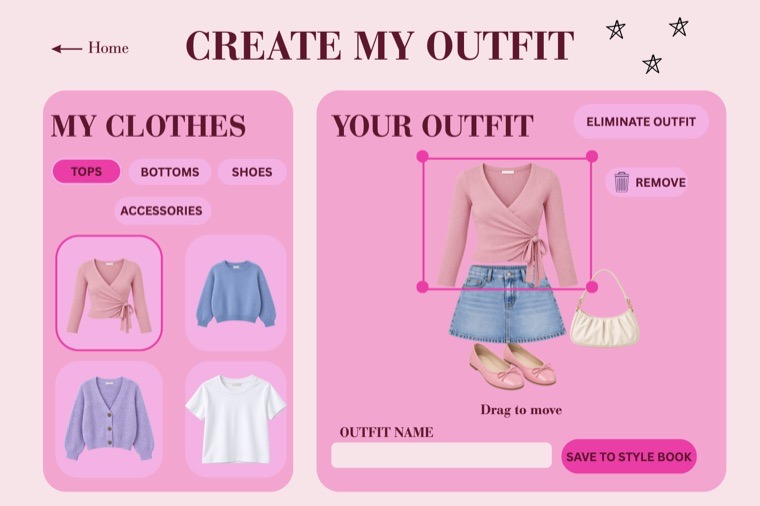 ← Home
CREATE MY OUTFIT
MY CLOTHES
TOPS
BOTTOMS
SHOES
ACCESSORIES
YOUR OUTFIT
ELIMINATE OUTFIT
REMOVE
Drag to move
OUTFIT NAME
SAVE TO STYLE BOOK